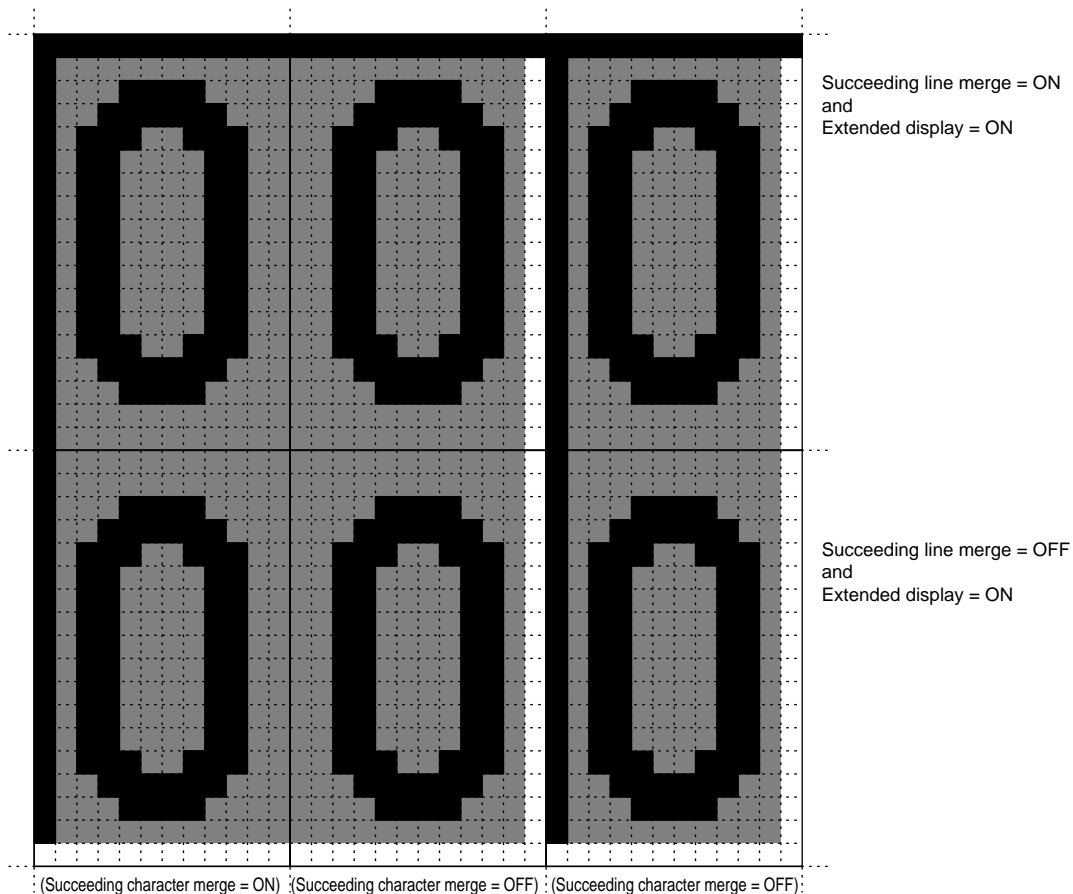 Succeeding line merge = ON
and
Extended display = ON
Succeeding line merge = OFF
and
Extended display = ON
(Succeeding character merge = ON) (Succeeding character merge = OFF) (Succeeding character merge = OFF)